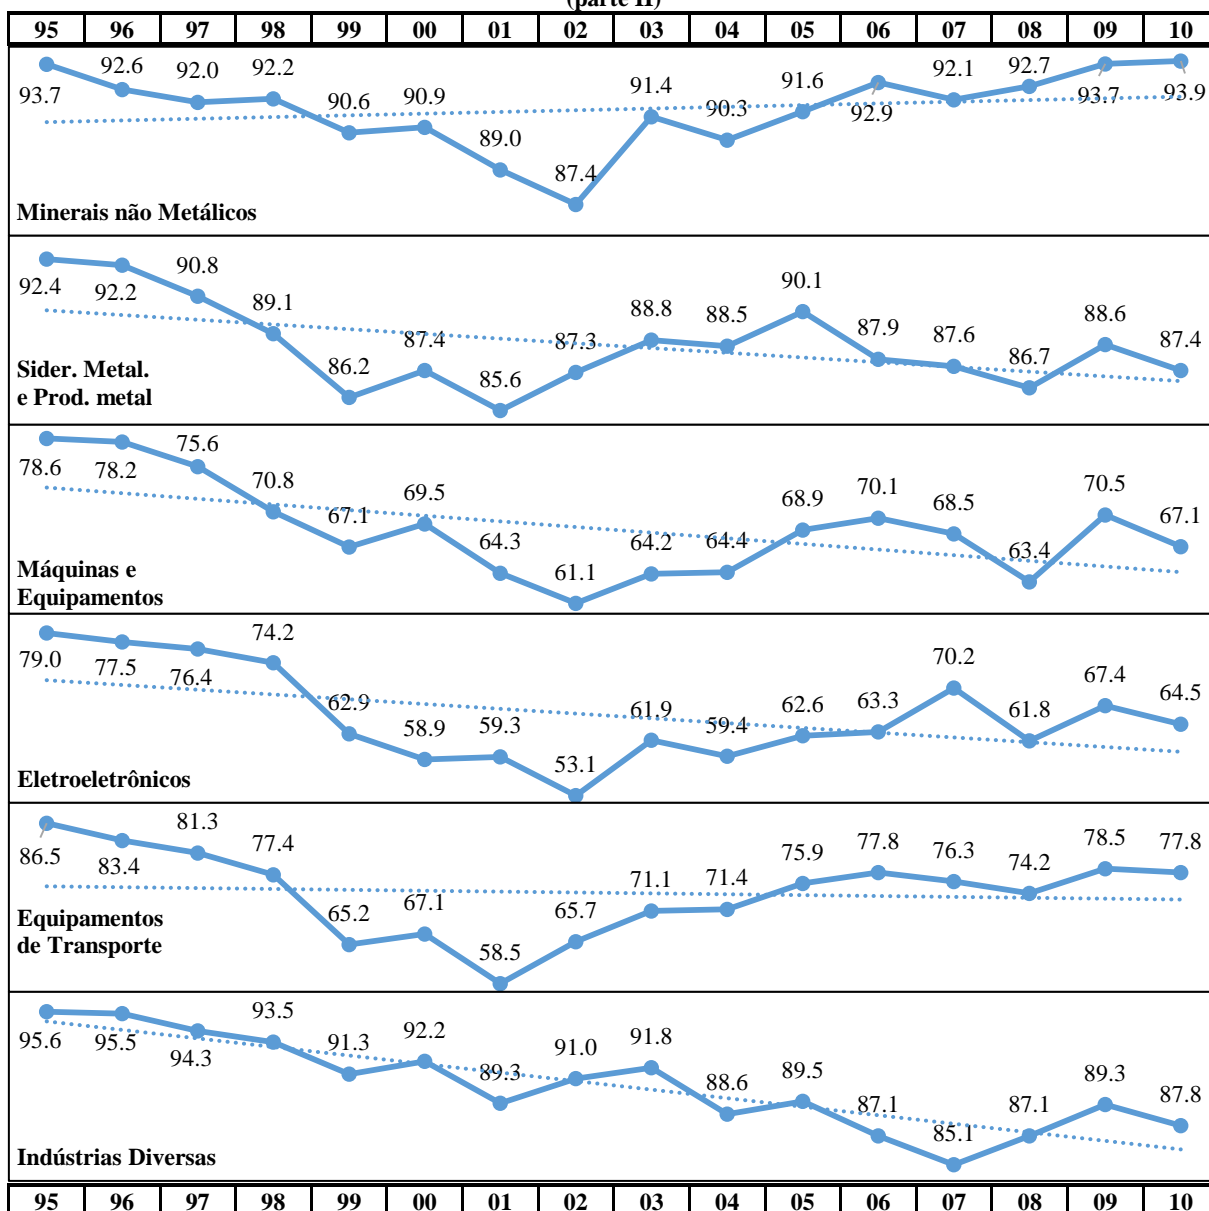 (parte II)
95 96 97 98 99 00 01 02 03 04 05 06 07 08 09 10
93.7 92.6 92.0 92.2 90.6 90.9 89.0 87.4 91.4 90.3 91.6 92.9 92.1 92.7 93.7 93.9
Minerais não Metálicos
92.4 92.2 90.8 89.1 86.2 87.4 85.6 87.3 88.8 88.5 90.1 87.9 87.6 86.7 88.6 87.4
Sider. Metal.
e Prod. metal
78.6 78.2 75.6 70.8 67.1 69.5 64.3 61.1 64.2 64.4 68.9 70.1 68.5 63.4 70.5 67.1
Máquinas e
Equipamentos
79.0 77.5 76.4 74.2 62.9 58.9 59.3 53.1 61.9 59.4 62.6 63.3 70.2 61.8 67.4 64.5
Eletroeletrônicos
86.5 83.4 81.3 77.4 65.2 67.1 58.5 65.7 71.1 71.4 75.9 77.8 76.3 74.2 78.5 77.8
Equipamentos
de Transporte
95.6 95.5 94.3 93.5 91.3 92.2 89.3 91.0 91.8 88.6 89.5 87.1 85.1 87.1 89.3 87.8
Indústrias Diversas
95 96 97 98 99 00 01 02 03 04 05 06 07 08 09 10